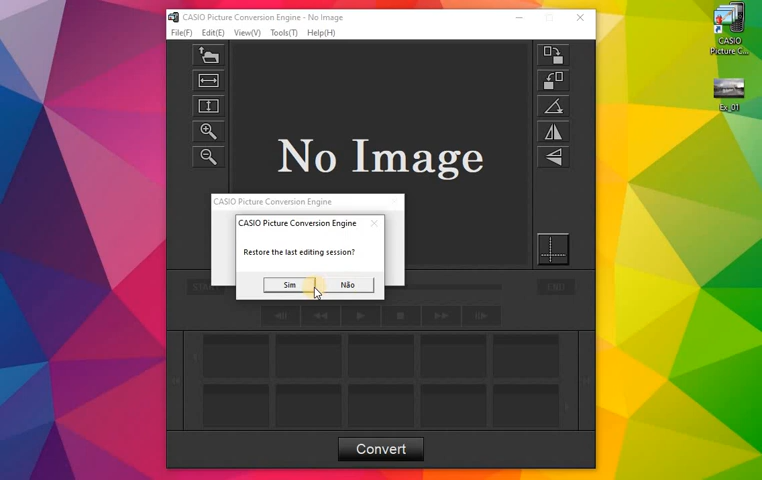 CASIO Picture Conversion Engine - No Image
File(F) Edit(E) View(V) Tools(T) Help(H)
No Image
CASIO Picture Conversion Engine
CASIO Picture Conversion Engine
Restore the last editing session?
Sim Não
END
Convert
CASIO
Picture C...
Ex_01